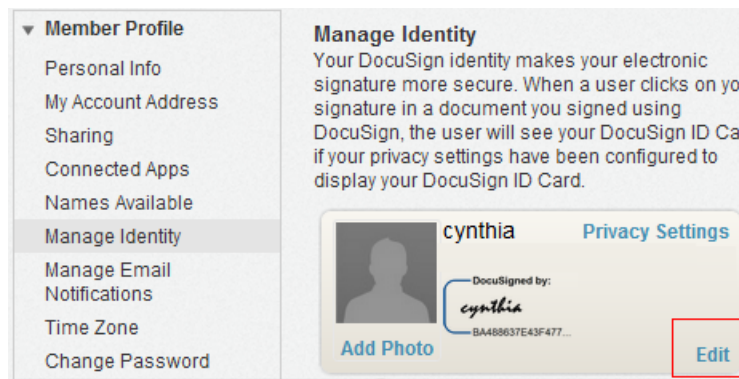 Member Profile
Personal Info
My Account Address
Sharing
Connected Apps
Names Available
Manage Identity
Manage Email
Notifications
Time Zone
Change Password
Manage Identity
Your DocuSign identity makes your electronic
signature more secure. When a user clicks on yo
signature in a document you signed using
DocuSign, the user will see your DocuSign ID Ca
if your privacy settings have been configured to
display your DocuSign ID Card.
cynthia
Privacy Settings
DocuSigned by:
cynthia
BA488637E43F477...
Add Photo
Edit